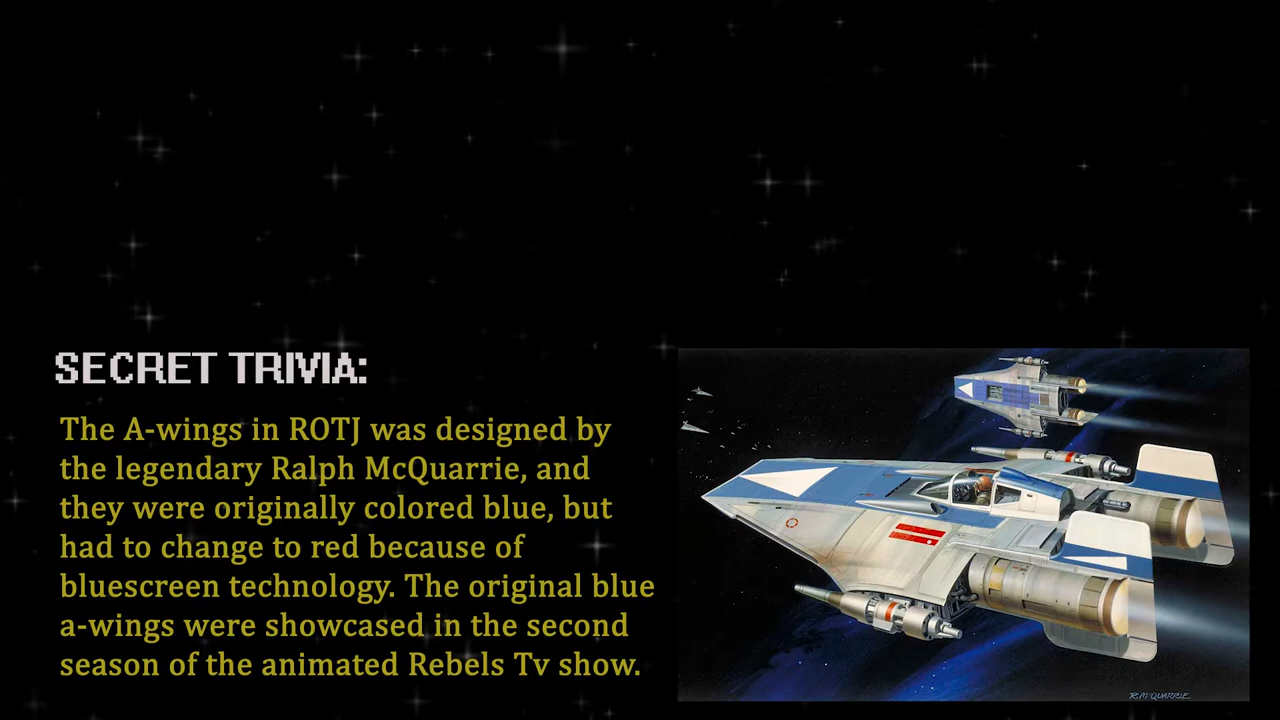 SECRET TRIVIA:
The A-wings in ROTJ was designed by
the legendary Ralph McQuarrie, and
they were originally colored blue, but
had to change to red because of
bluescreen technology. The original blue
a-wings were showcased in the second
season of the animated Rebels Tv show.
R. McQUARRIE